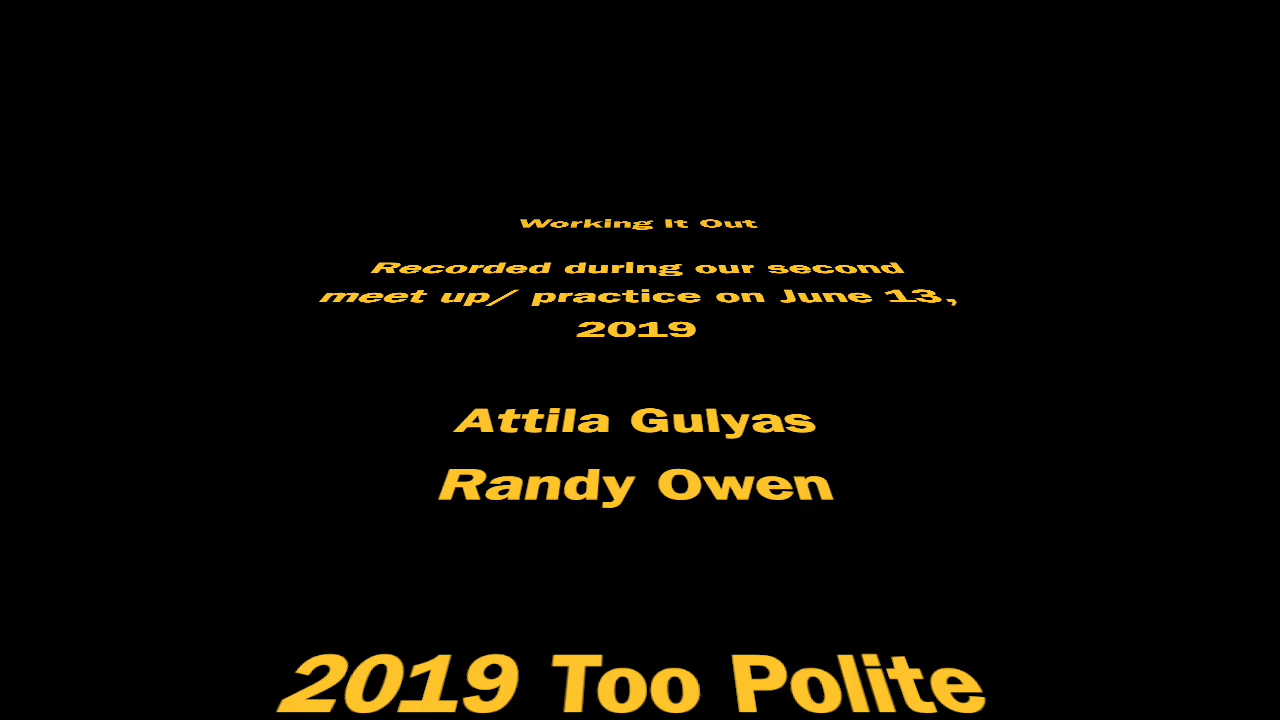 Working It Out
Recorded during our second
meet up/ practice on June 13,
2019
Attila Gulyas
Randy Owen
2019 Too Polite